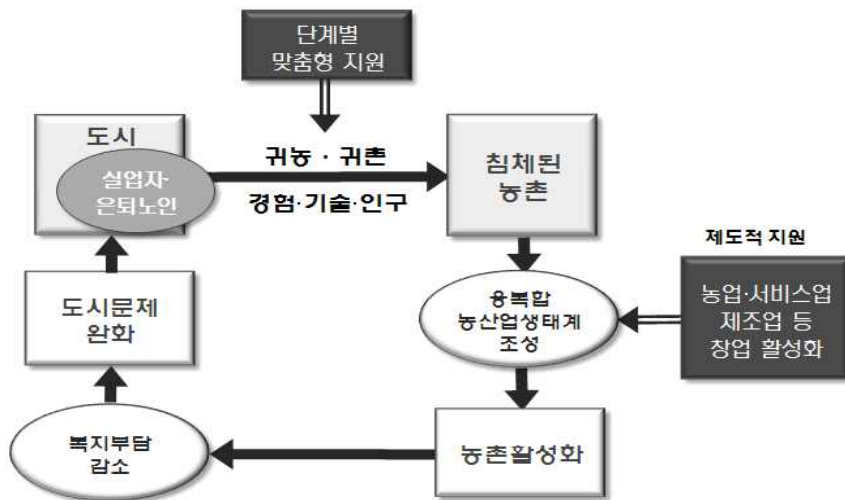 단계별
맞춤형 지원
도시
실업자·
은퇴노인
귀농 · 귀촌
경험·기술·인구
침체된
농촌
제도적 지원
농업·서비스업
제조업 등
창업 활성화
융복합
농산업생태계
조성
도시문제
완화
복지부담
감소
농촌활성화